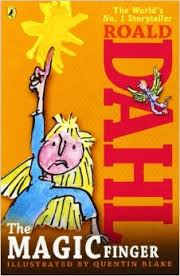 The World's
No. 1 Storyteller
ROALD
DAHL
The
MAGIC FINGER
ILLUSTRATED BY QUENTIN BLAKE